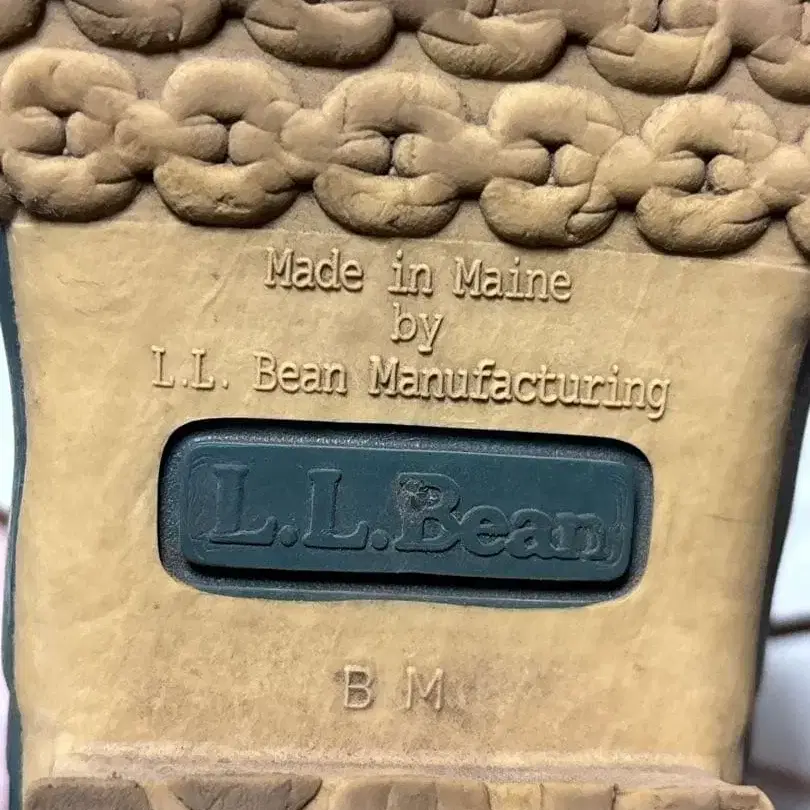 Made in Maine
by
L.L. Bean Manufacturing
L.L.Bean
B M